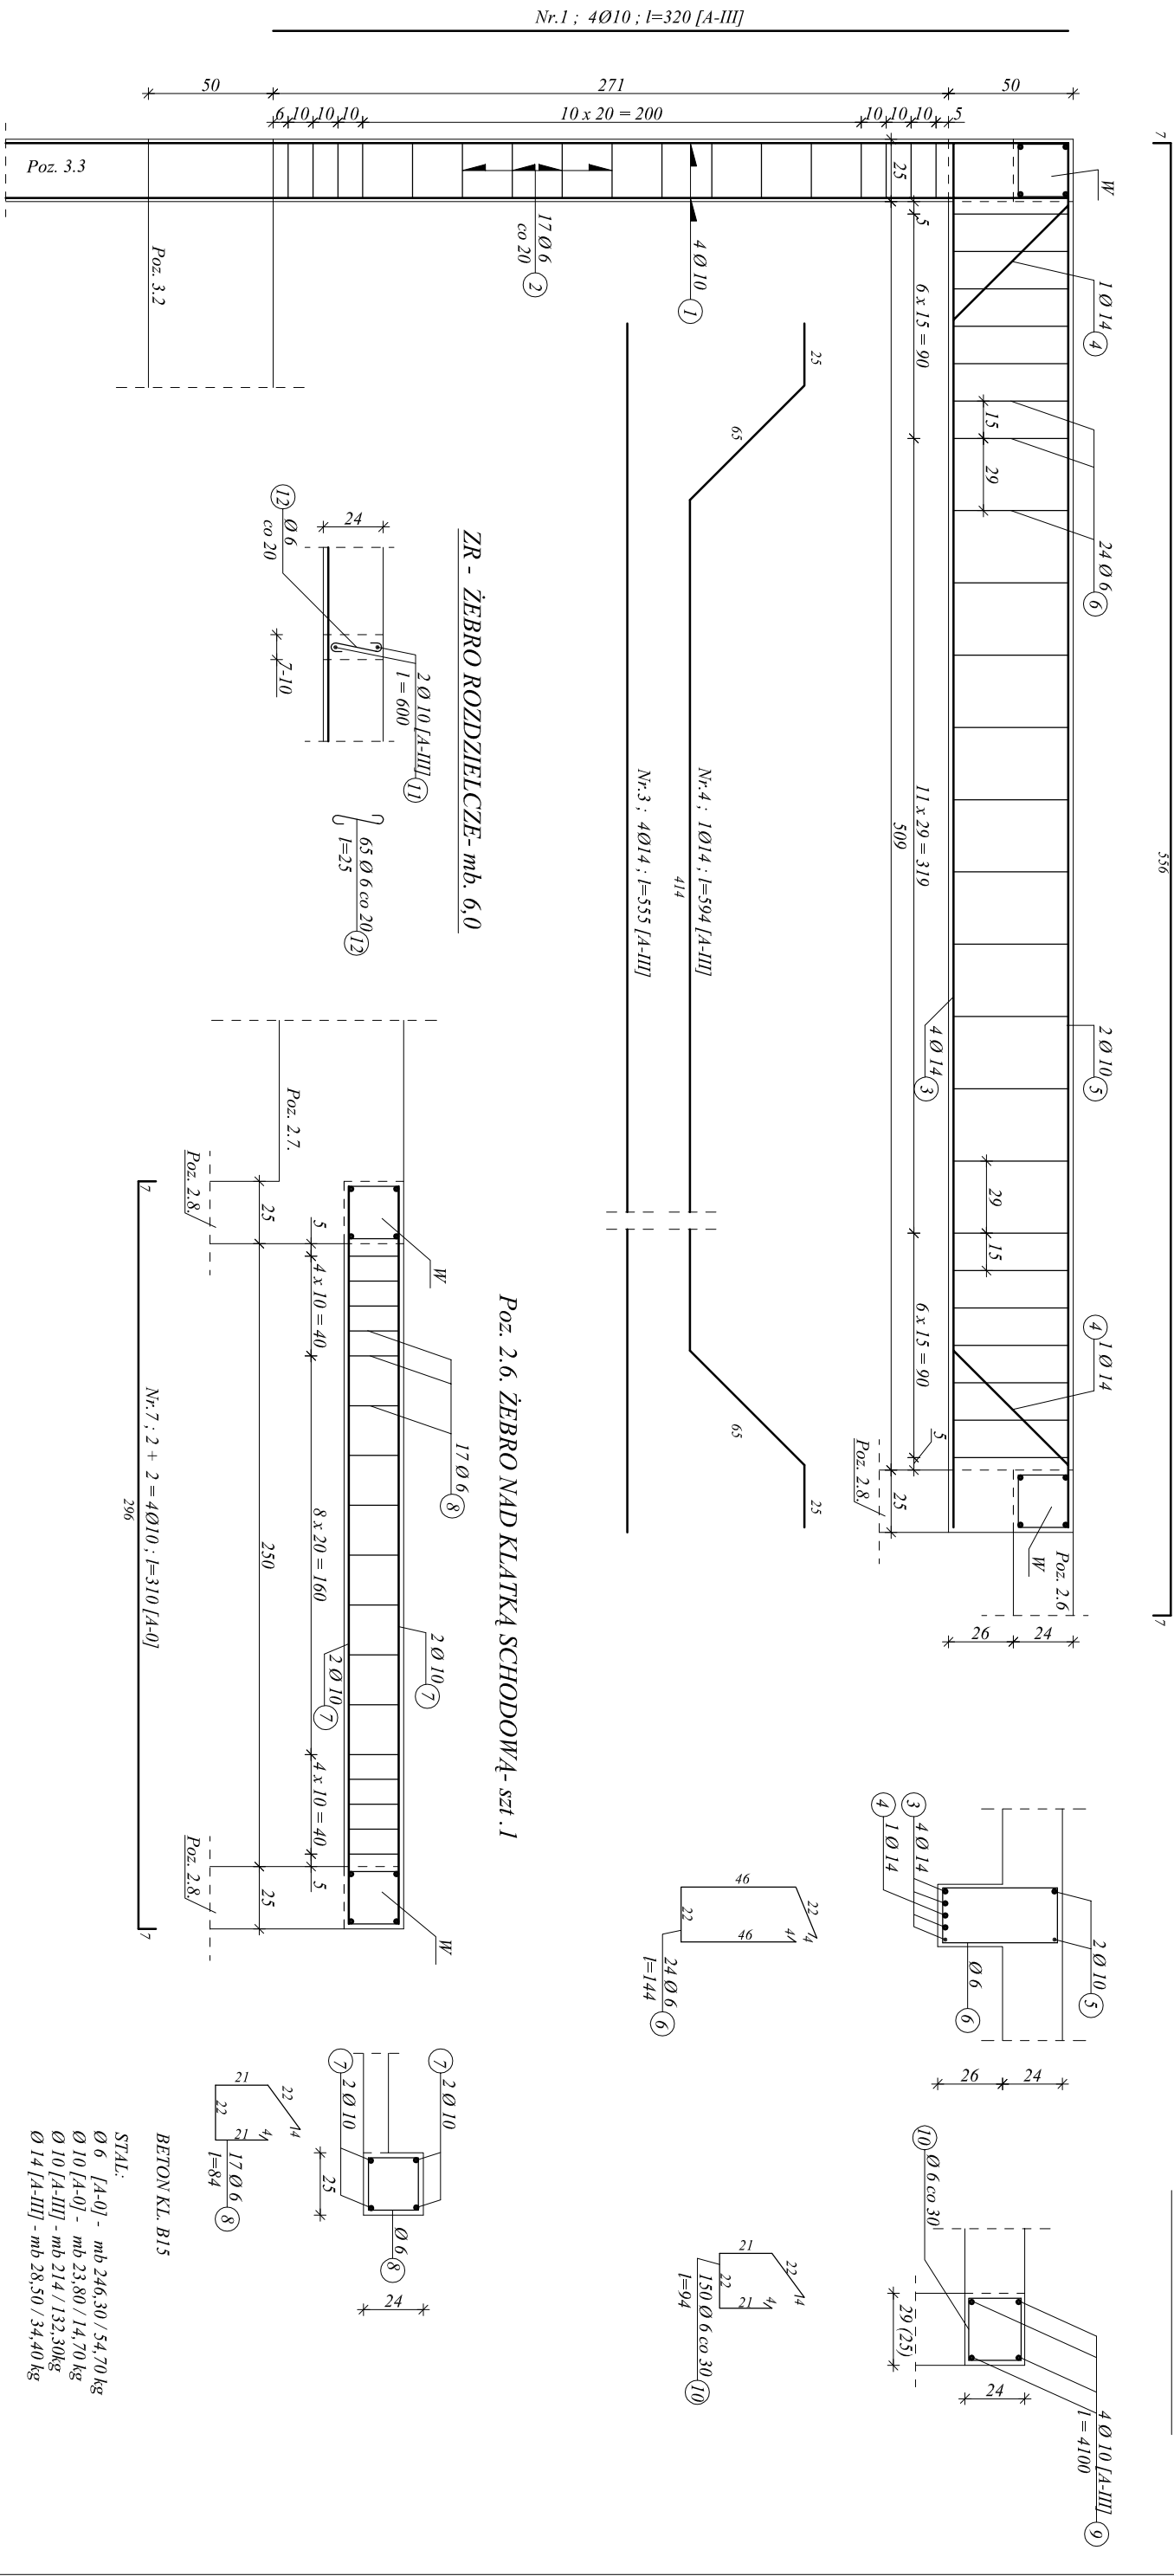 Nr.1 ; 4Ø10 ; l=320 [A-III]
50
271
50
6
10
10
10
10 x 20 = 200
10
10
10
5
Poz. 3.3
Poz. 3.2
17 Ø 6
co 20
2
4 Ø 10
1
7
556
7
W
25
5
6 x 15 = 90
1 Ø 14
4
15
29
24 Ø 6
6
11 x 29 = 319
509
4 Ø 14
3
2 Ø 10
5
29
15
6 x 15 = 90
4
1 Ø 14
5
25
Poz. 2.8.
W
Poz. 2.6
26
24
25
65
Nr.4 ; 1Ø14 ; l=594 [A-III]
414
65
25
Nr.3 ; 4Ø14 ; l=555 [A-III]
ZR - ŻEBRO ROZDZIELCZE- mb. 6,0
24
12
Ø 6
co 20
7-10
2 Ø 10 [A-III]
l = 600
11
65 Ø 6 co 20
l=25
12
Poz. 2.6. ŻEBRO NAD KLATKĄ SCHODOWĄ- szt .1
Poz. 2.7.
Poz. 2.8.
25
5
W
4 x 10 = 40
17 Ø 6
8
8 x 20 = 160
250
2 Ø 10
7
2 Ø 10
7
4 x 10 = 40
5
25
W
Poz. 2.8.
7
Nr.7 ; 2 + 2 = 4Ø10 ; l=310 [A-0]
296
7
3
4 Ø 14
4
1 Ø 14
2 Ø 10
5
Ø 6
6
26
24
46
22
4
4
46
22
24 Ø 6
l=144
6
10
Ø 6 co 30
29 (25)
24
4 Ø 10 [A-III]
l = 4100
9
21
22
14
4
21
22
150 Ø 6 co 30
l=94
10
7
2 Ø 10
7
2 Ø 10
25
Ø 6
8
24
21
22
14
4
21
22
17 Ø 6
l=84
8
BETON KL. B15
STAL:
Ø 6 [A-0] - mb 246,30 / 54,70 kg
Ø 10 [A-0] - mb 23,80 / 14,70 kg
Ø 10 [A-III] - mb 214 / 132,30kg
Ø 14 [A-III] - mb 28,50 / 34,40 kg